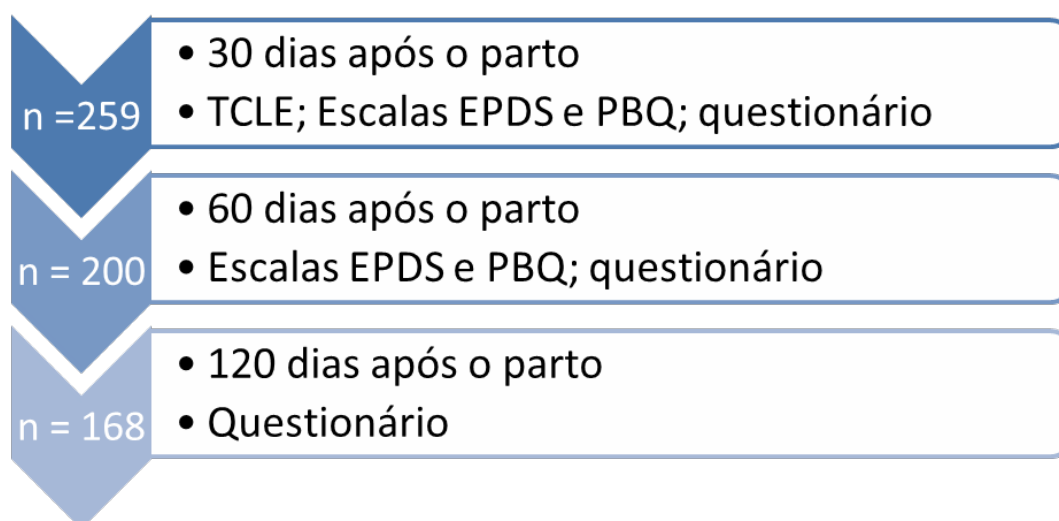 n =259
• 30 dias após o parto
• TCLE; Escalas EPDS e PBQ; questionário
n = 200
• 60 dias após o parto
• Escalas EPDS e PBQ; questionário
n = 168
• 120 dias após o parto
• Questionário